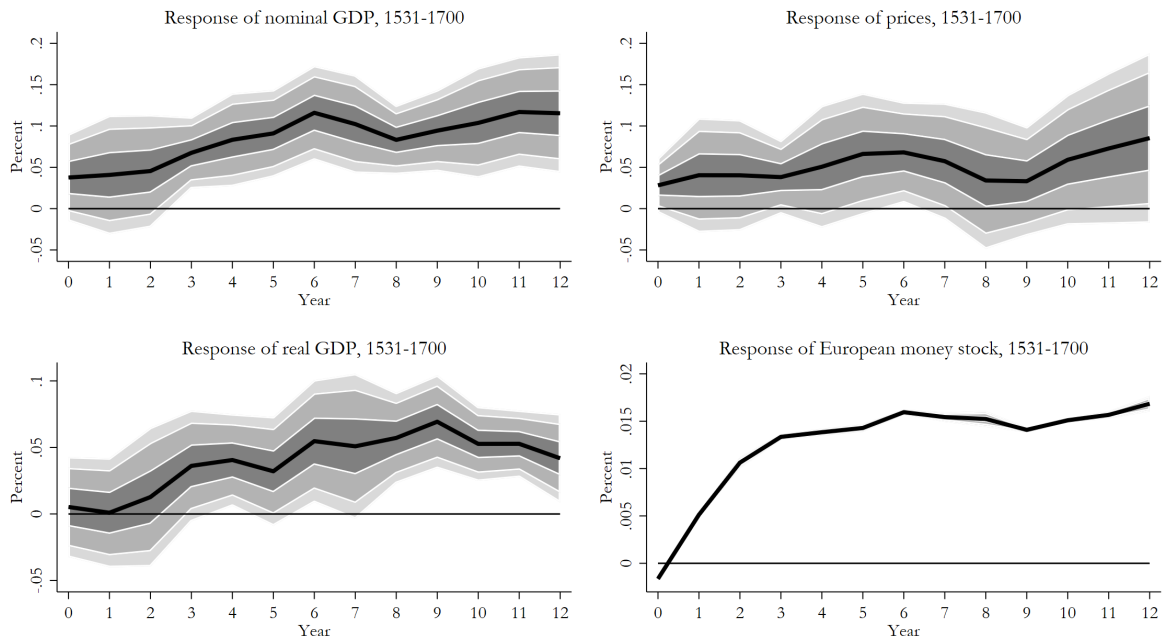 Response of nominal GDP, 1531-1700
Percent
.2
.15
.1
.05
0
-.05
0 1 2 3 4 5 6 7 8 9 10 11 12
Year
Response of prices, 1531-1700
Percent
.2
.15
.1
.05
0
-.05
0 1 2 3 4 5 6 7 8 9 10 11 12
Year
Response of real GDP, 1531-1700
Percent
.1
.05
0
-.05
0 1 2 3 4 5 6 7 8 9 10 11 12
Year
Response of European money stock, 1531-1700
Percent
.02
.015
.01
.005
0
0 1 2 3 4 5 6 7 8 9 10 11 12
Year